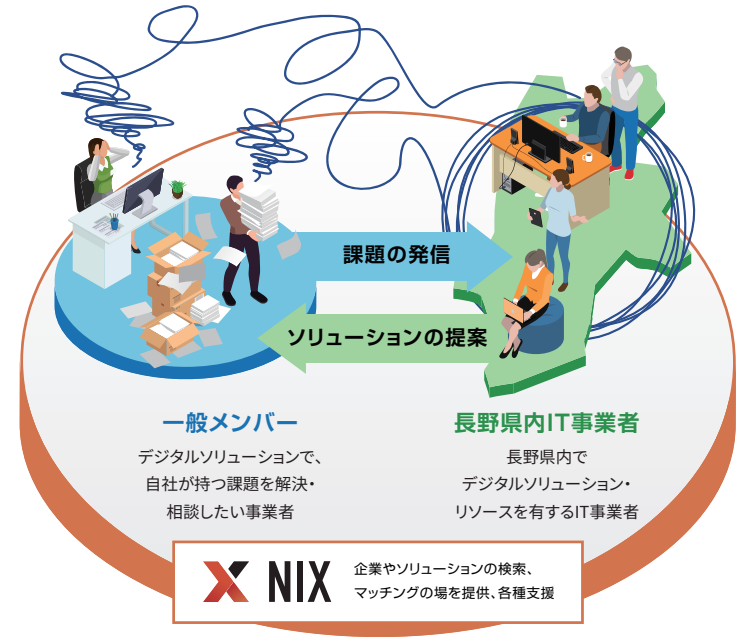 課題の発信
ソリューションの提案
一般メンバー
デジタルソリューションで、
自社が持つ課題を解決・
相談したい事業者
長野県内IT事業者
長野県内で
デジタルソリューション・
リソースを有するIT事業者
NIX
企業やソリューションの検索、
マッチングの場を提供、各種支援